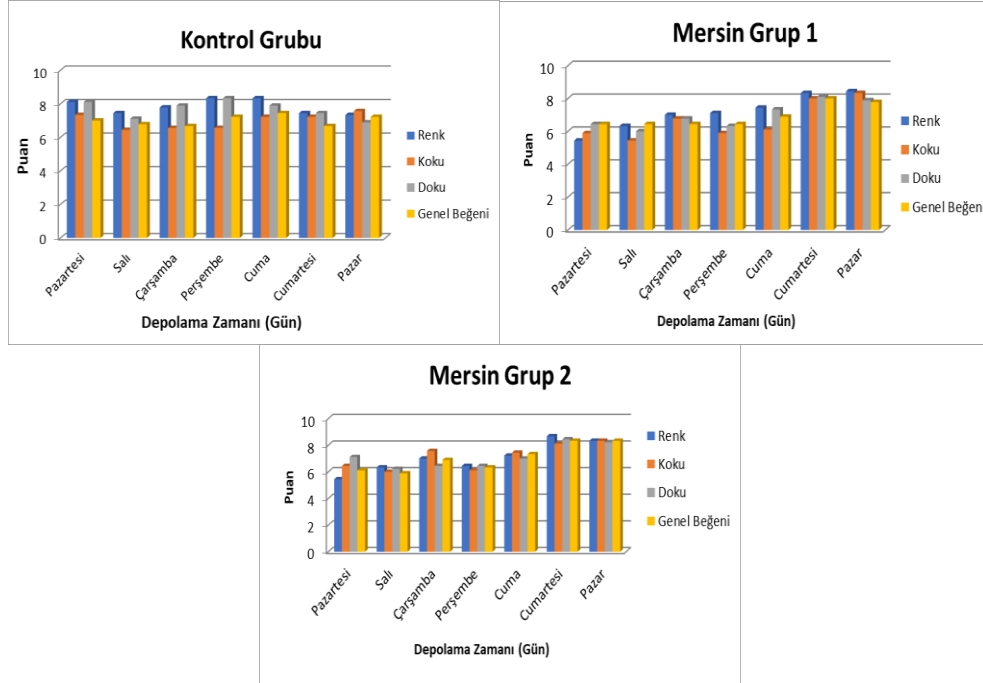 Kontrol Grubu
10
8
6
4
2
0
Puan
Pazartesi
Salı
Çarşamba
Perşembe
Cuma
Cumartesi
Pazar
Depolama Zamanı (Gün)
Renk
Koku
Doku
Genel Beğeni
Mersin Grup 1
10
8
6
4
2
0
Puan
Pazartesi
Salı
Çarşamba
Perşembe
Cuma
Cumartesi
Pazar
Depolama Zamanı (Gün)
Renk
Koku
Doku
Genel Beğeni
Mersin Grup 2
10
8
6
4
2
0
Puan
Pazartesi
Salı
Çarşamba
Perşembe
Cuma
Cumartesi
Pazar
Depolama Zamanı (Gün)
Renk
Koku
Doku
Genel Beğeni